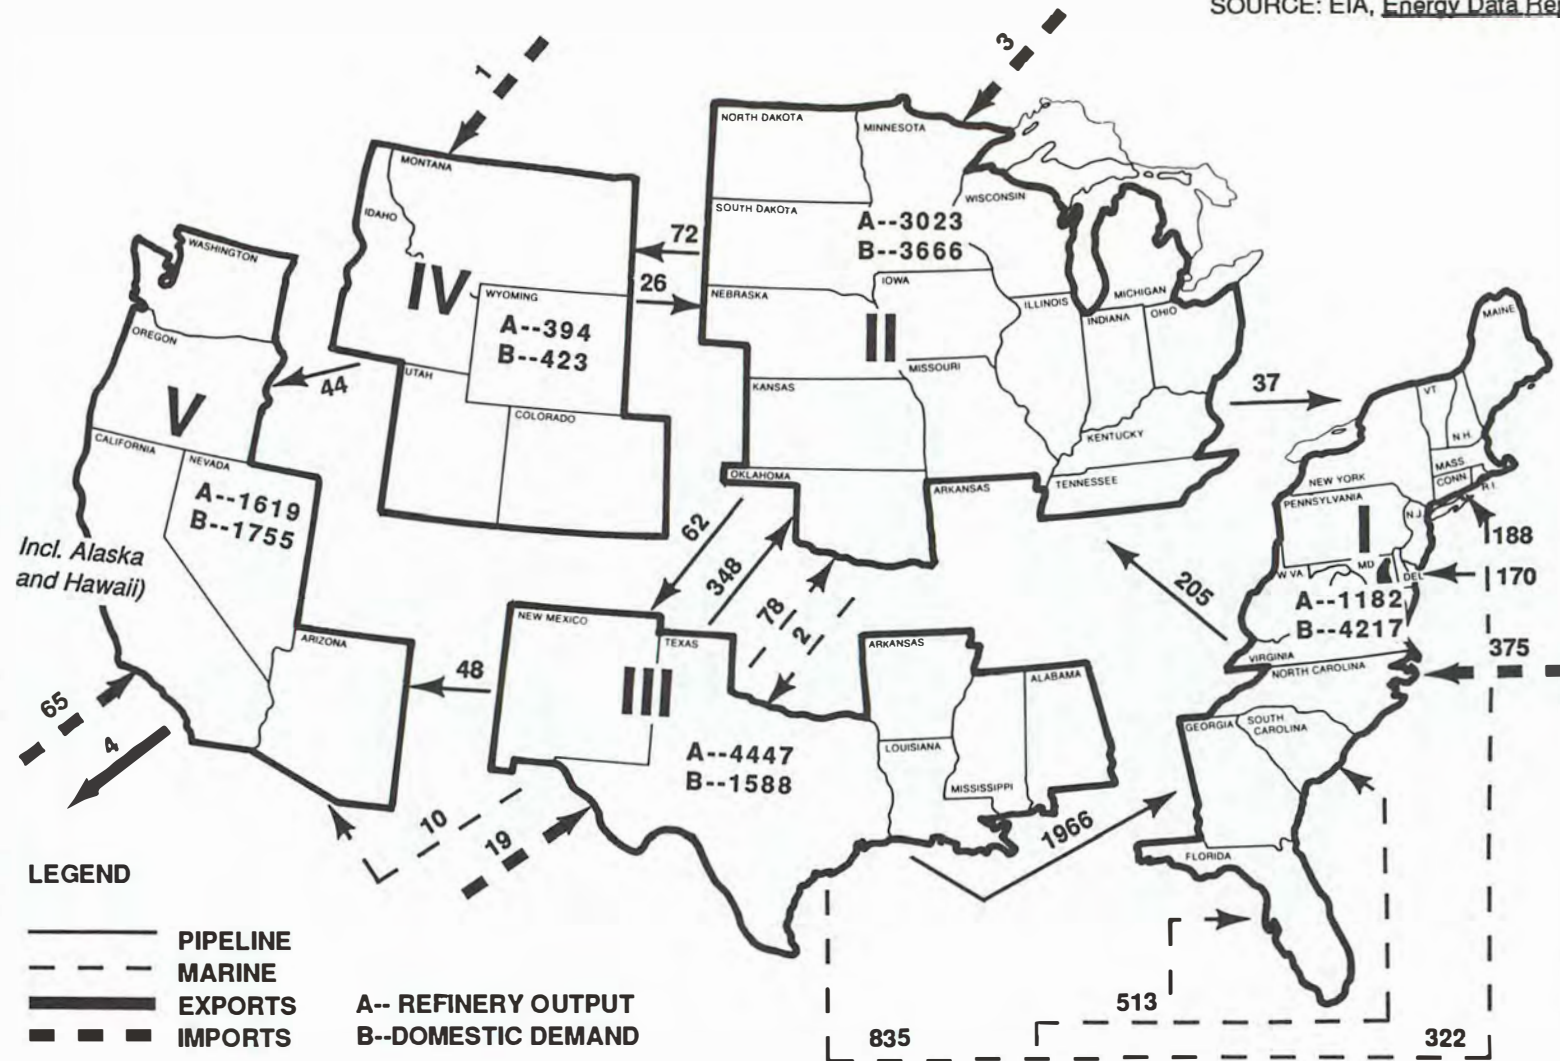 SOURCE: EIA, Energy Data Rep
1
3
MONTANA
IDAHO
IV
WYOMING
A--394
B--423
UTAH
COLORADO
72
26
44
NORTH DAKOTA
MINNESOTA
SOUTH DAKOTA
WISCONSIN
A--3023
B--3666
NEBRASKA
IOWA
II
ILLINOIS
MICHIGAN
INDIANA
OHIO
MISSOURI
KANSAS
KENTUCKY
OKLAHOMA
ARKANSAS
TENNESSEE
37
WASHINGTON
OREGON
V
CALIFORNIA
NEVADA
A--1619
B--1755
Incl. Alaska
and Hawaii)
ARIZONA
65
4
48
10
19
62
348
78
2
205
MAINE
VT.
N.H.
MASS.
CONN.
R.I.
NEW YORK
PENNSYLVANIA
N.J.
I
W.VA.
MD
DEL
A--1182
B--4217
VIRGINIA
NORTH CAROLINA
188
170
375
GEORGIA
SOUTH
CAROLINA
FLORIDA
NEW MEXICO
TEXAS
III
A--4447
B--1588
ARKANSAS
LOUISIANA
MISSISSIPPI
ALABAMA
1966
513
835
322
LEGEND
PIPELINE
MARINE
EXPORTS
IMPORTS
A-- REFINERY OUTPUT
B--DOMESTIC DEMAND